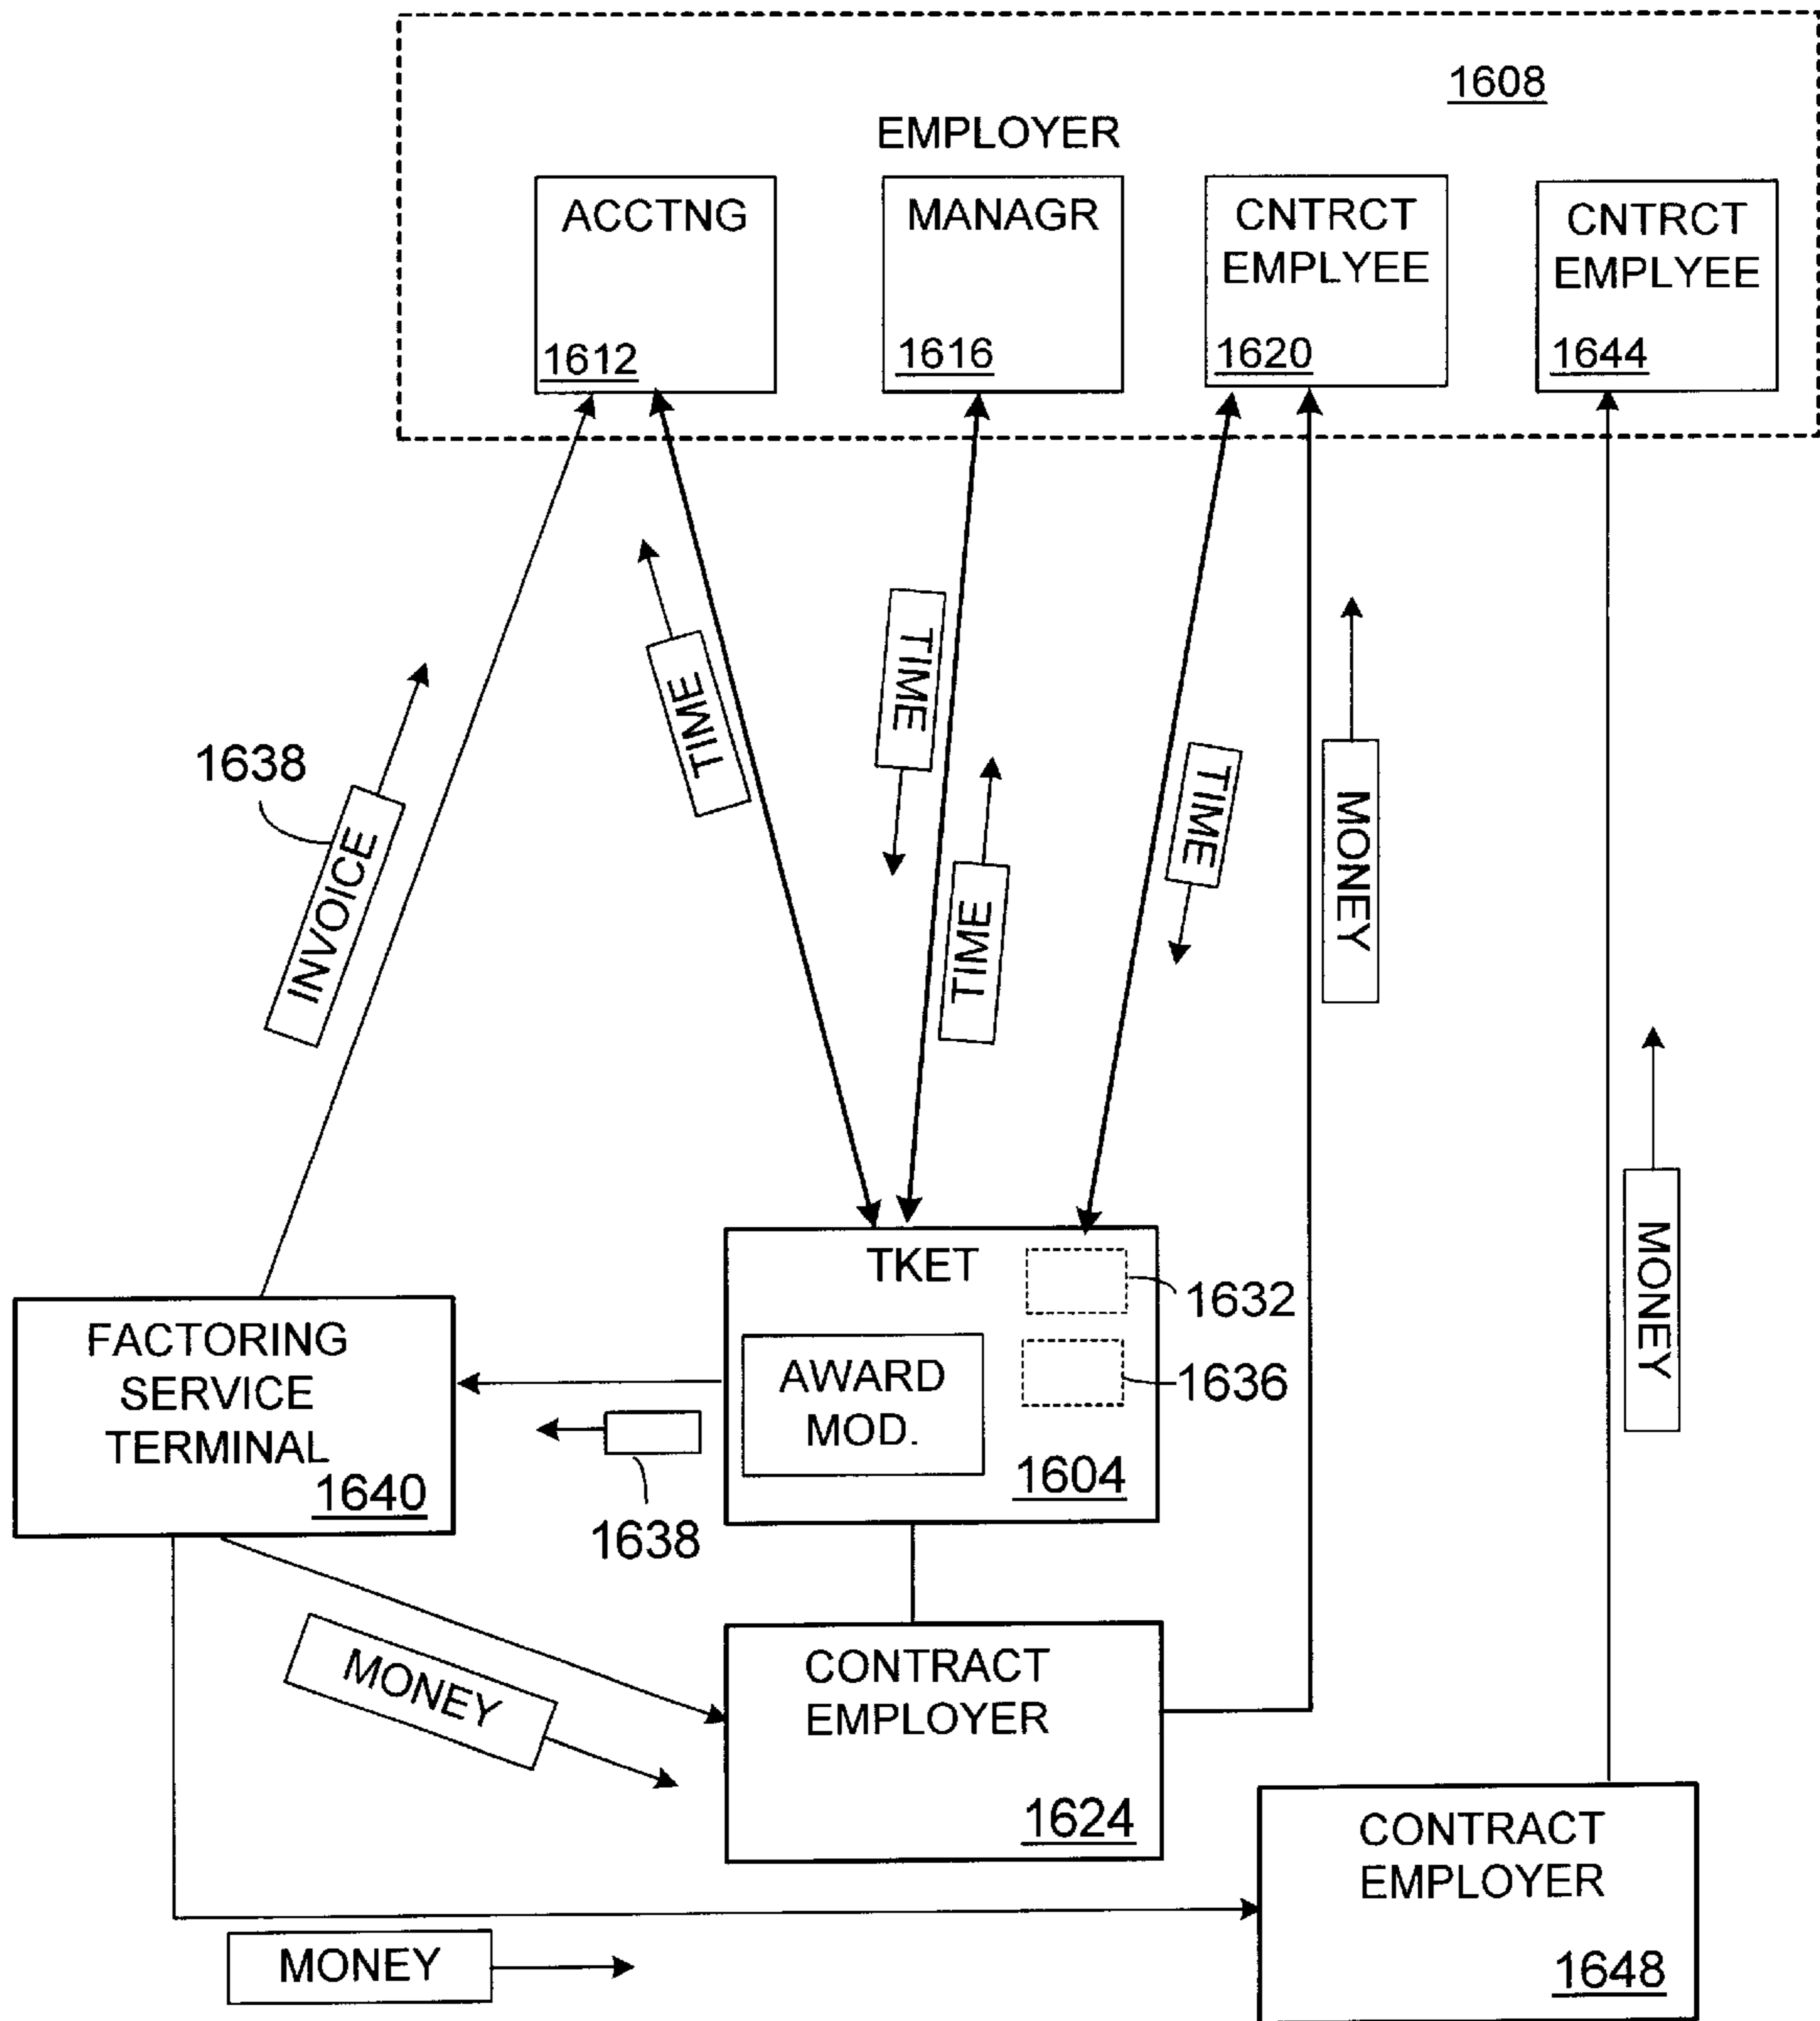 1608
EMPLOYER
ACCTNG
1612
MANAGR
1616
CNTRCT
EMPLYEE
1620
CNTRCT
EMPLYEE
1644
TIME
TIME
TIME
TIME
MONEY
MONEY
1638
INVOICE
TKET
1632
1636
AWARD
MOD.
1604
FACTORING
SERVICE
TERMINAL
1640
1638
MONEY
CONTRACT
EMPLOYER
1624
CONTRACT
EMPLOYER
1648
MONEY